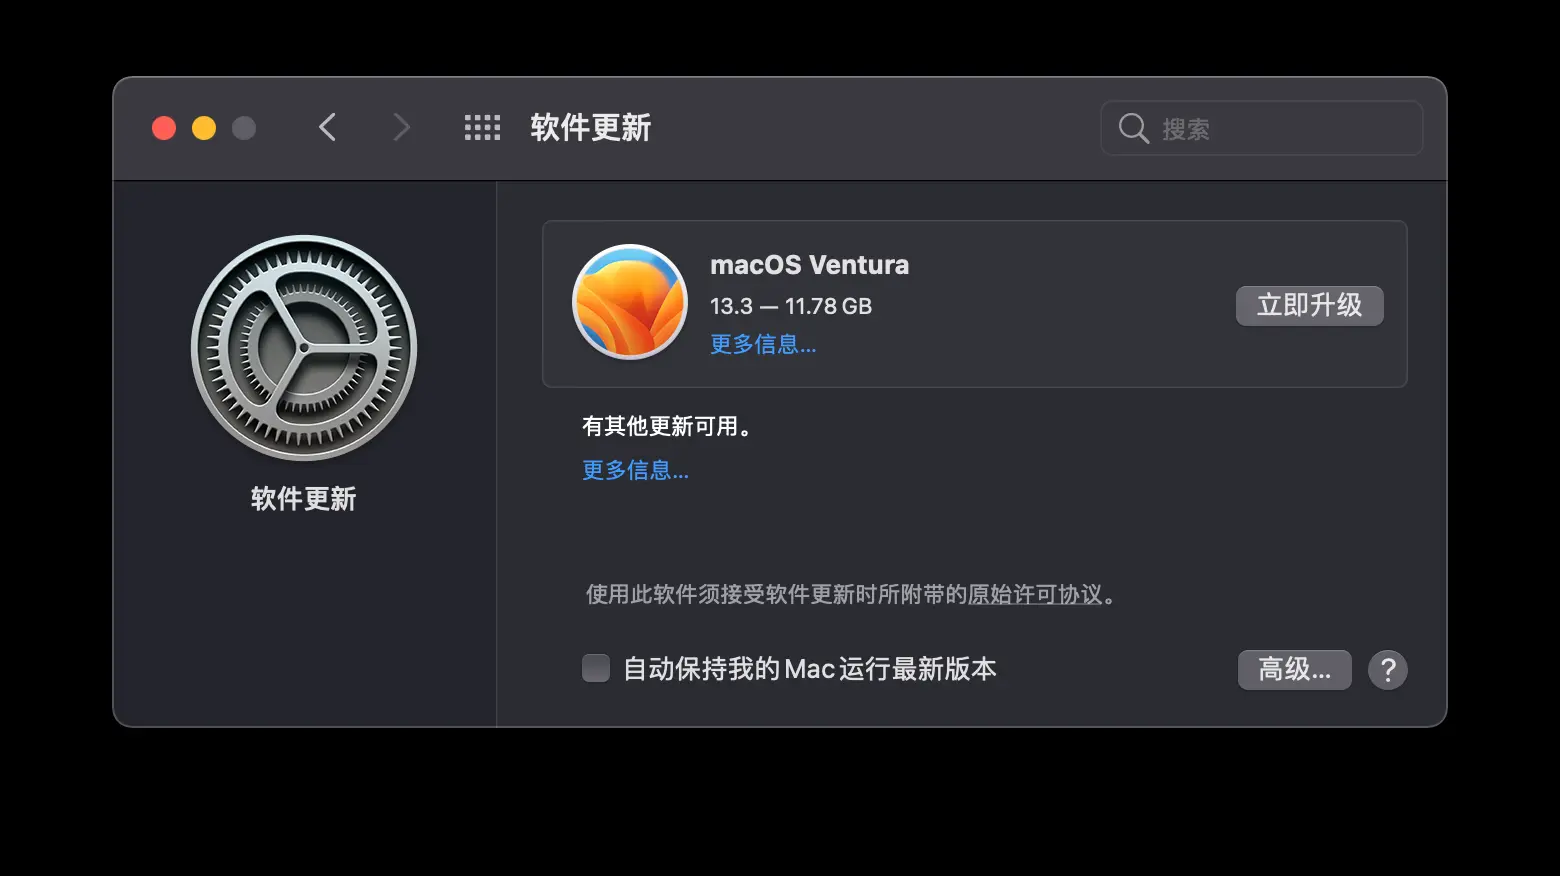 软件更新
搜索
软件更新
macOS Ventura
13.3 — 11.78 GB
更多信息...
立即升级
有其他更新可用。
更多信息...
使用此软件须接受软件更新时所附带的原始许可协议。
自动保持我的Mac运行最新版本
高级...
?